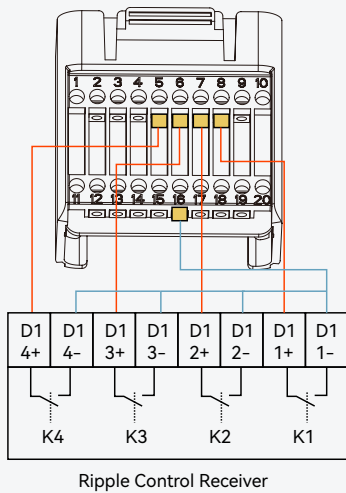 1 2 3 4 5 6 7 8 9 10
11 12 13 14 15 16 17 18 19 20
D1 D1 D1 D1 D1 D1 D1 D1
4+ 4- 3+ 3- 2+ 2- 1+ 1-
K4 K3 K2 K1
Ripple Control Receiver